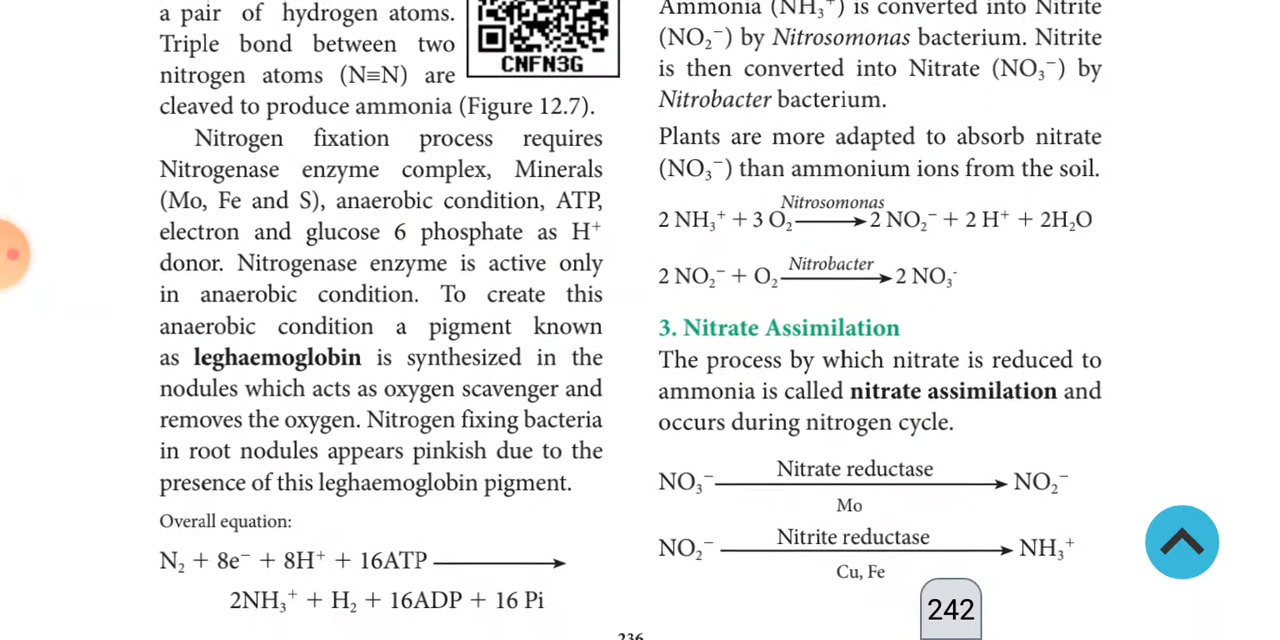 a pair of hydrogen atoms.
Triple bond between two
nitrogen atoms (N≡N) are
cleaved to produce ammonia (Figure 12.7).
CNFN3G
Nitrogen fixation process requires
Nitrogenase enzyme complex, Minerals
(Mo, Fe and S), anaerobic condition, ATP,
electron and glucose 6 phosphate as H⁺
donor. Nitrogenase enzyme is active only
in anaerobic condition. To create this
anaerobic condition a pigment known
as leghaemoglobin is synthesized in the
nodules which acts as oxygen scavenger and
removes the oxygen. Nitrogen fixing bacteria
in root nodules appears pinkish due to the
presence of this leghaemoglobin pigment.
Overall equation:
N₂ + 8e⁻ + 8H⁺ + 16ATP ⟶
2NH₃⁺ + H₂ + 16ADP + 16 Pi
Ammonia (NH₃⁺) is converted into Nitrite
(NO₂⁻) by Nitrosomonas bacterium. Nitrite
is then converted into Nitrate (NO₃⁻) by
Nitrobacter bacterium.
Plants are more adapted to absorb nitrate
(NO₃⁻) than ammonium ions from the soil.
Nitrosomonas
2 NH₃⁺ + 3 O₂ ⟶ 2 NO₂⁻ + 2 H⁺ + 2H₂O
Nitrobacter
2 NO₂⁻ + O₂ ⟶ 2 NO₃⁻
3. Nitrate Assimilation
The process by which nitrate is reduced to
ammonia is called nitrate assimilation and
occurs during nitrogen cycle.
Nitrate reductase
NO₃⁻ ⟶ NO₂⁻
Mo
Nitrite reductase
NO₂⁻ ⟶ NH₃⁺
Cu, Fe
242
236